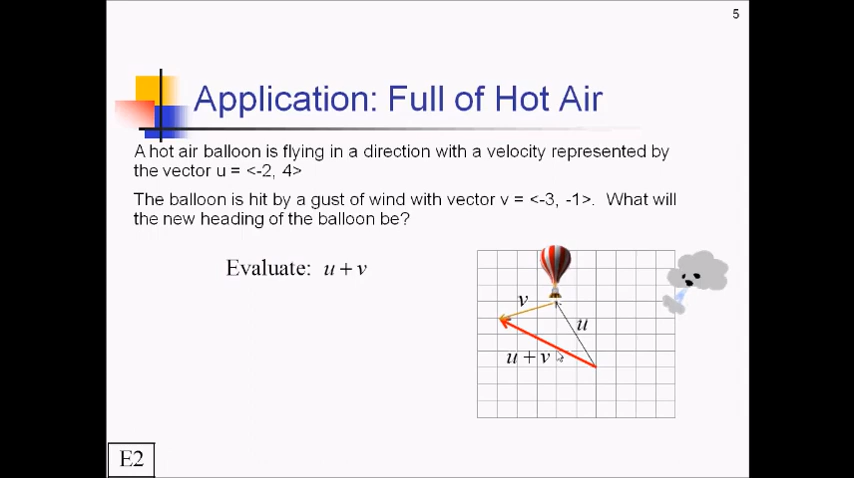 5
Application: Full of Hot Air
A hot air balloon is flying in a direction with a velocity represented by
the vector u = <-2, 4>
The balloon is hit by a gust of wind with vector v = <-3, -1>. What will
the new heading of the balloon be?
Evaluate: u + v
v
u
u + v
E2